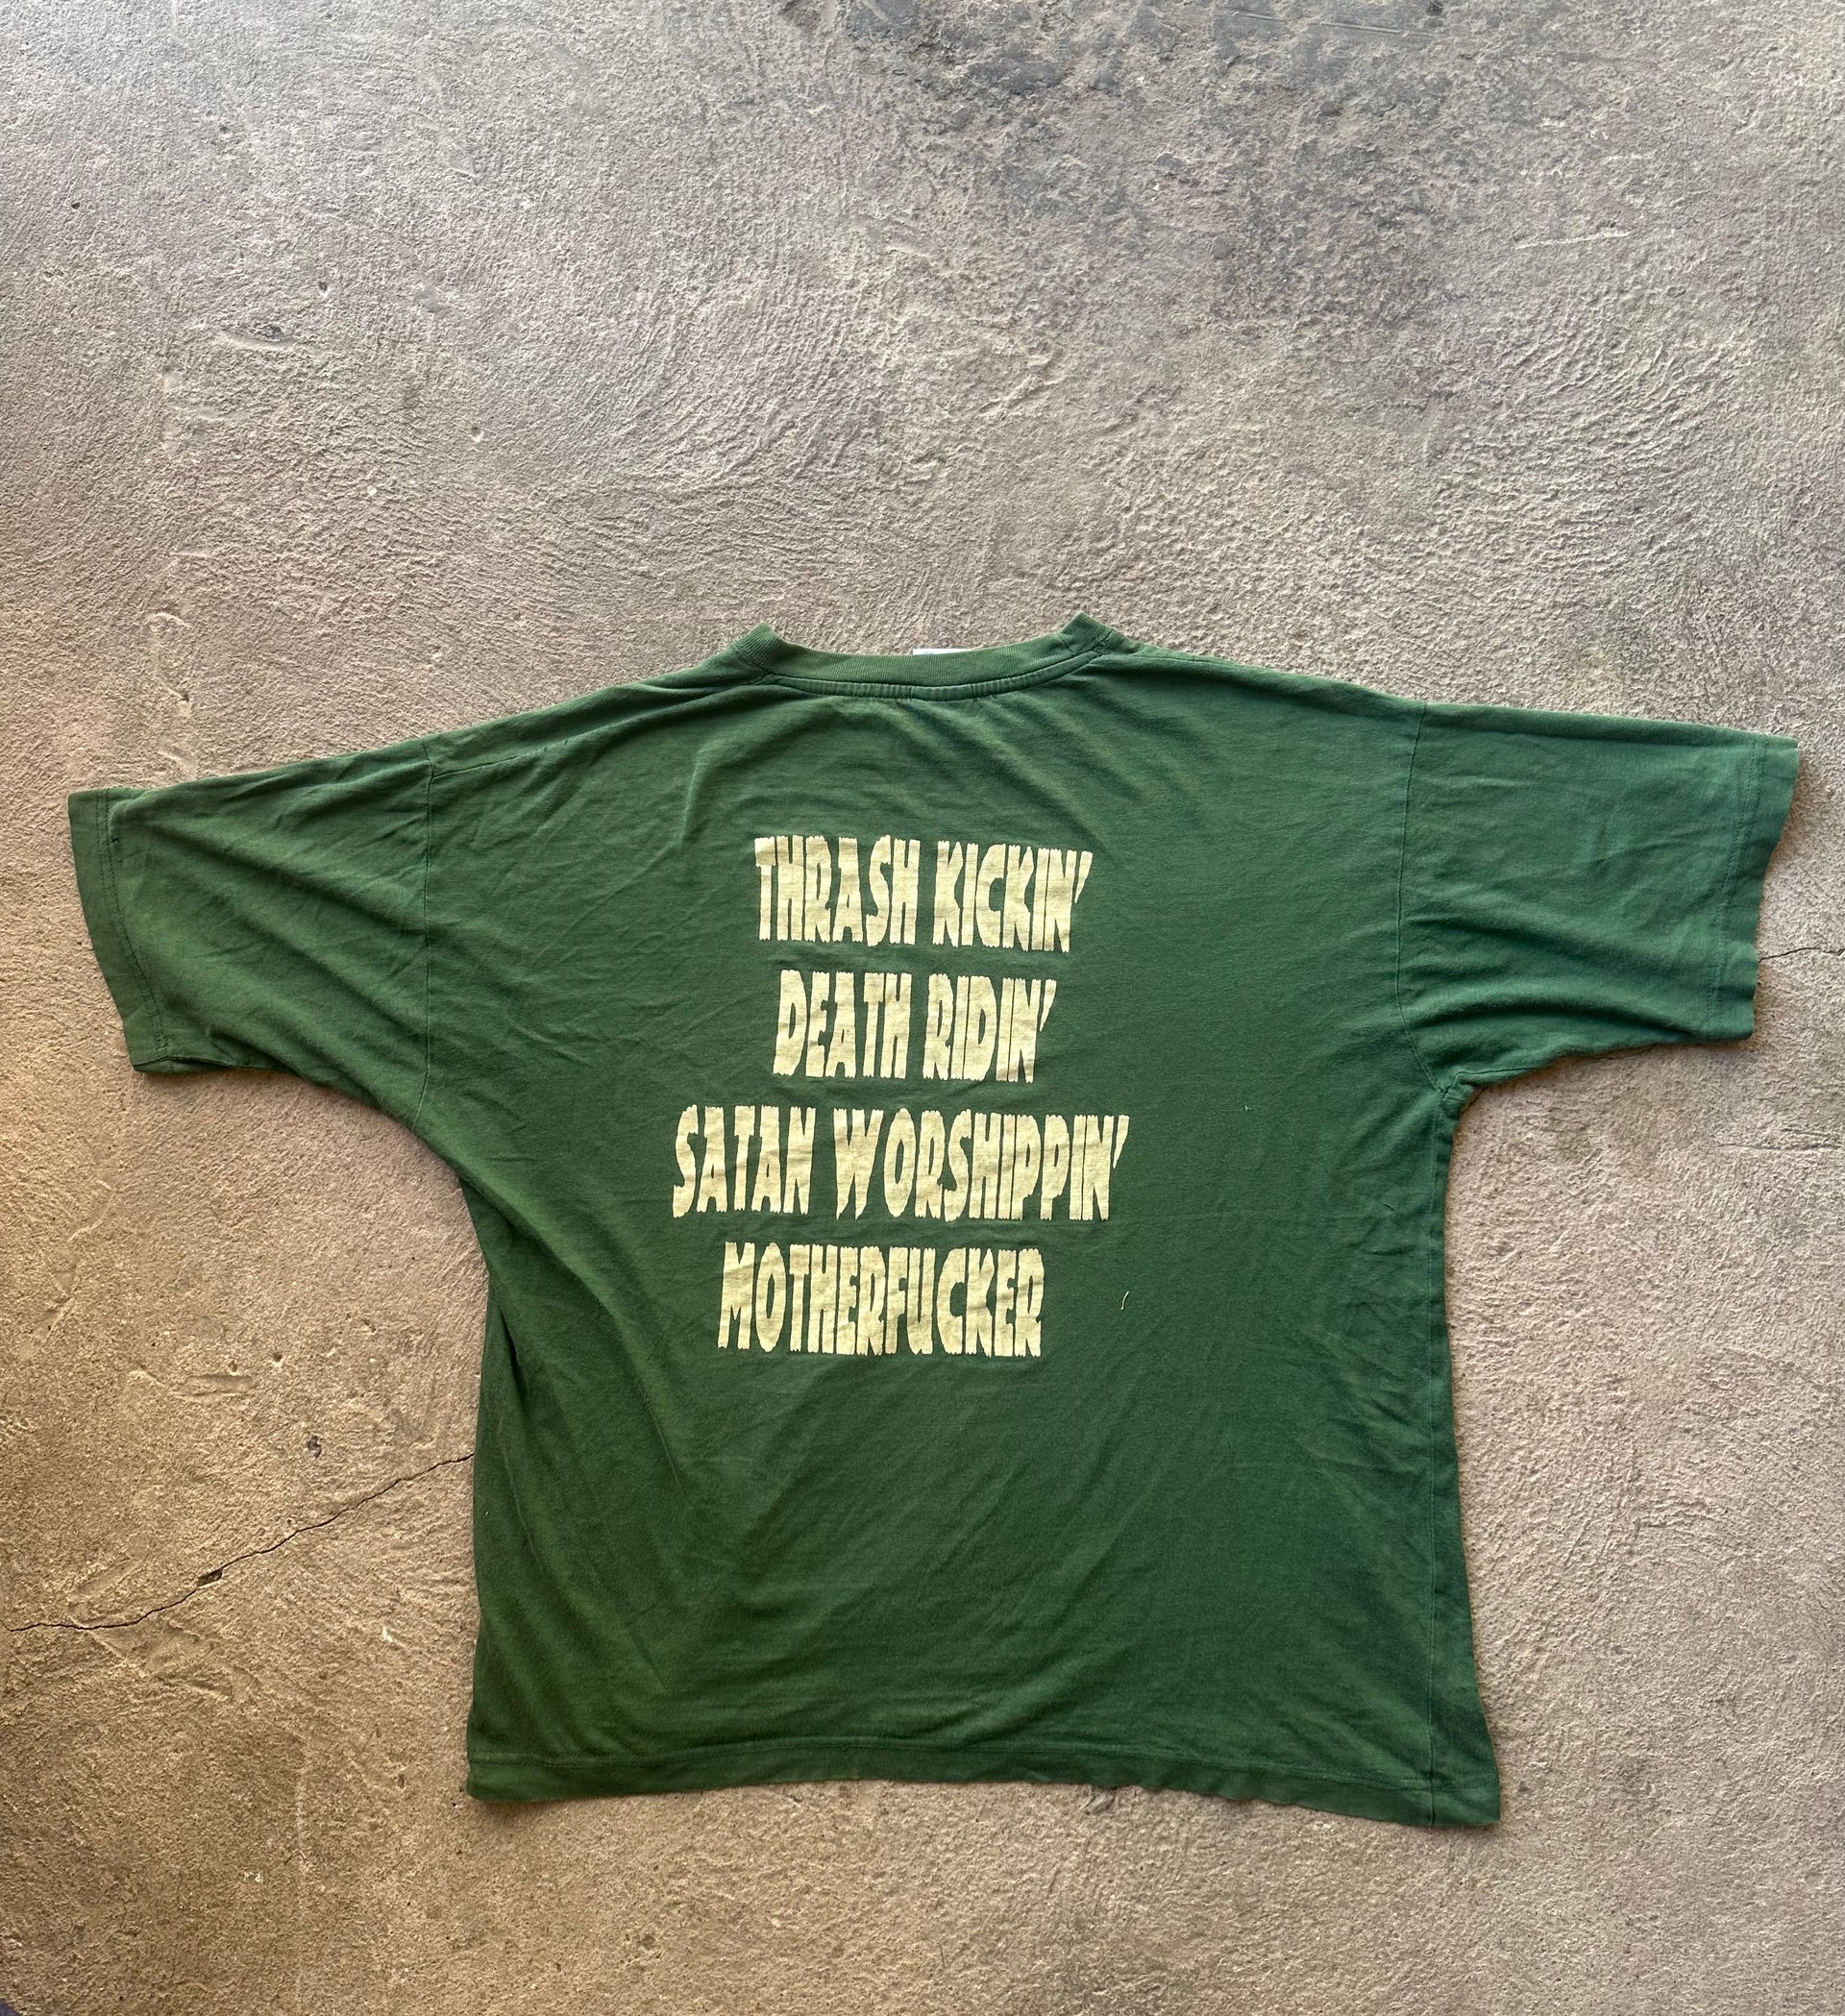 THRASH KICKIN'
DEATH RIDIN'
SATAN WORSHIPPIN'
MOTHERFUCKER